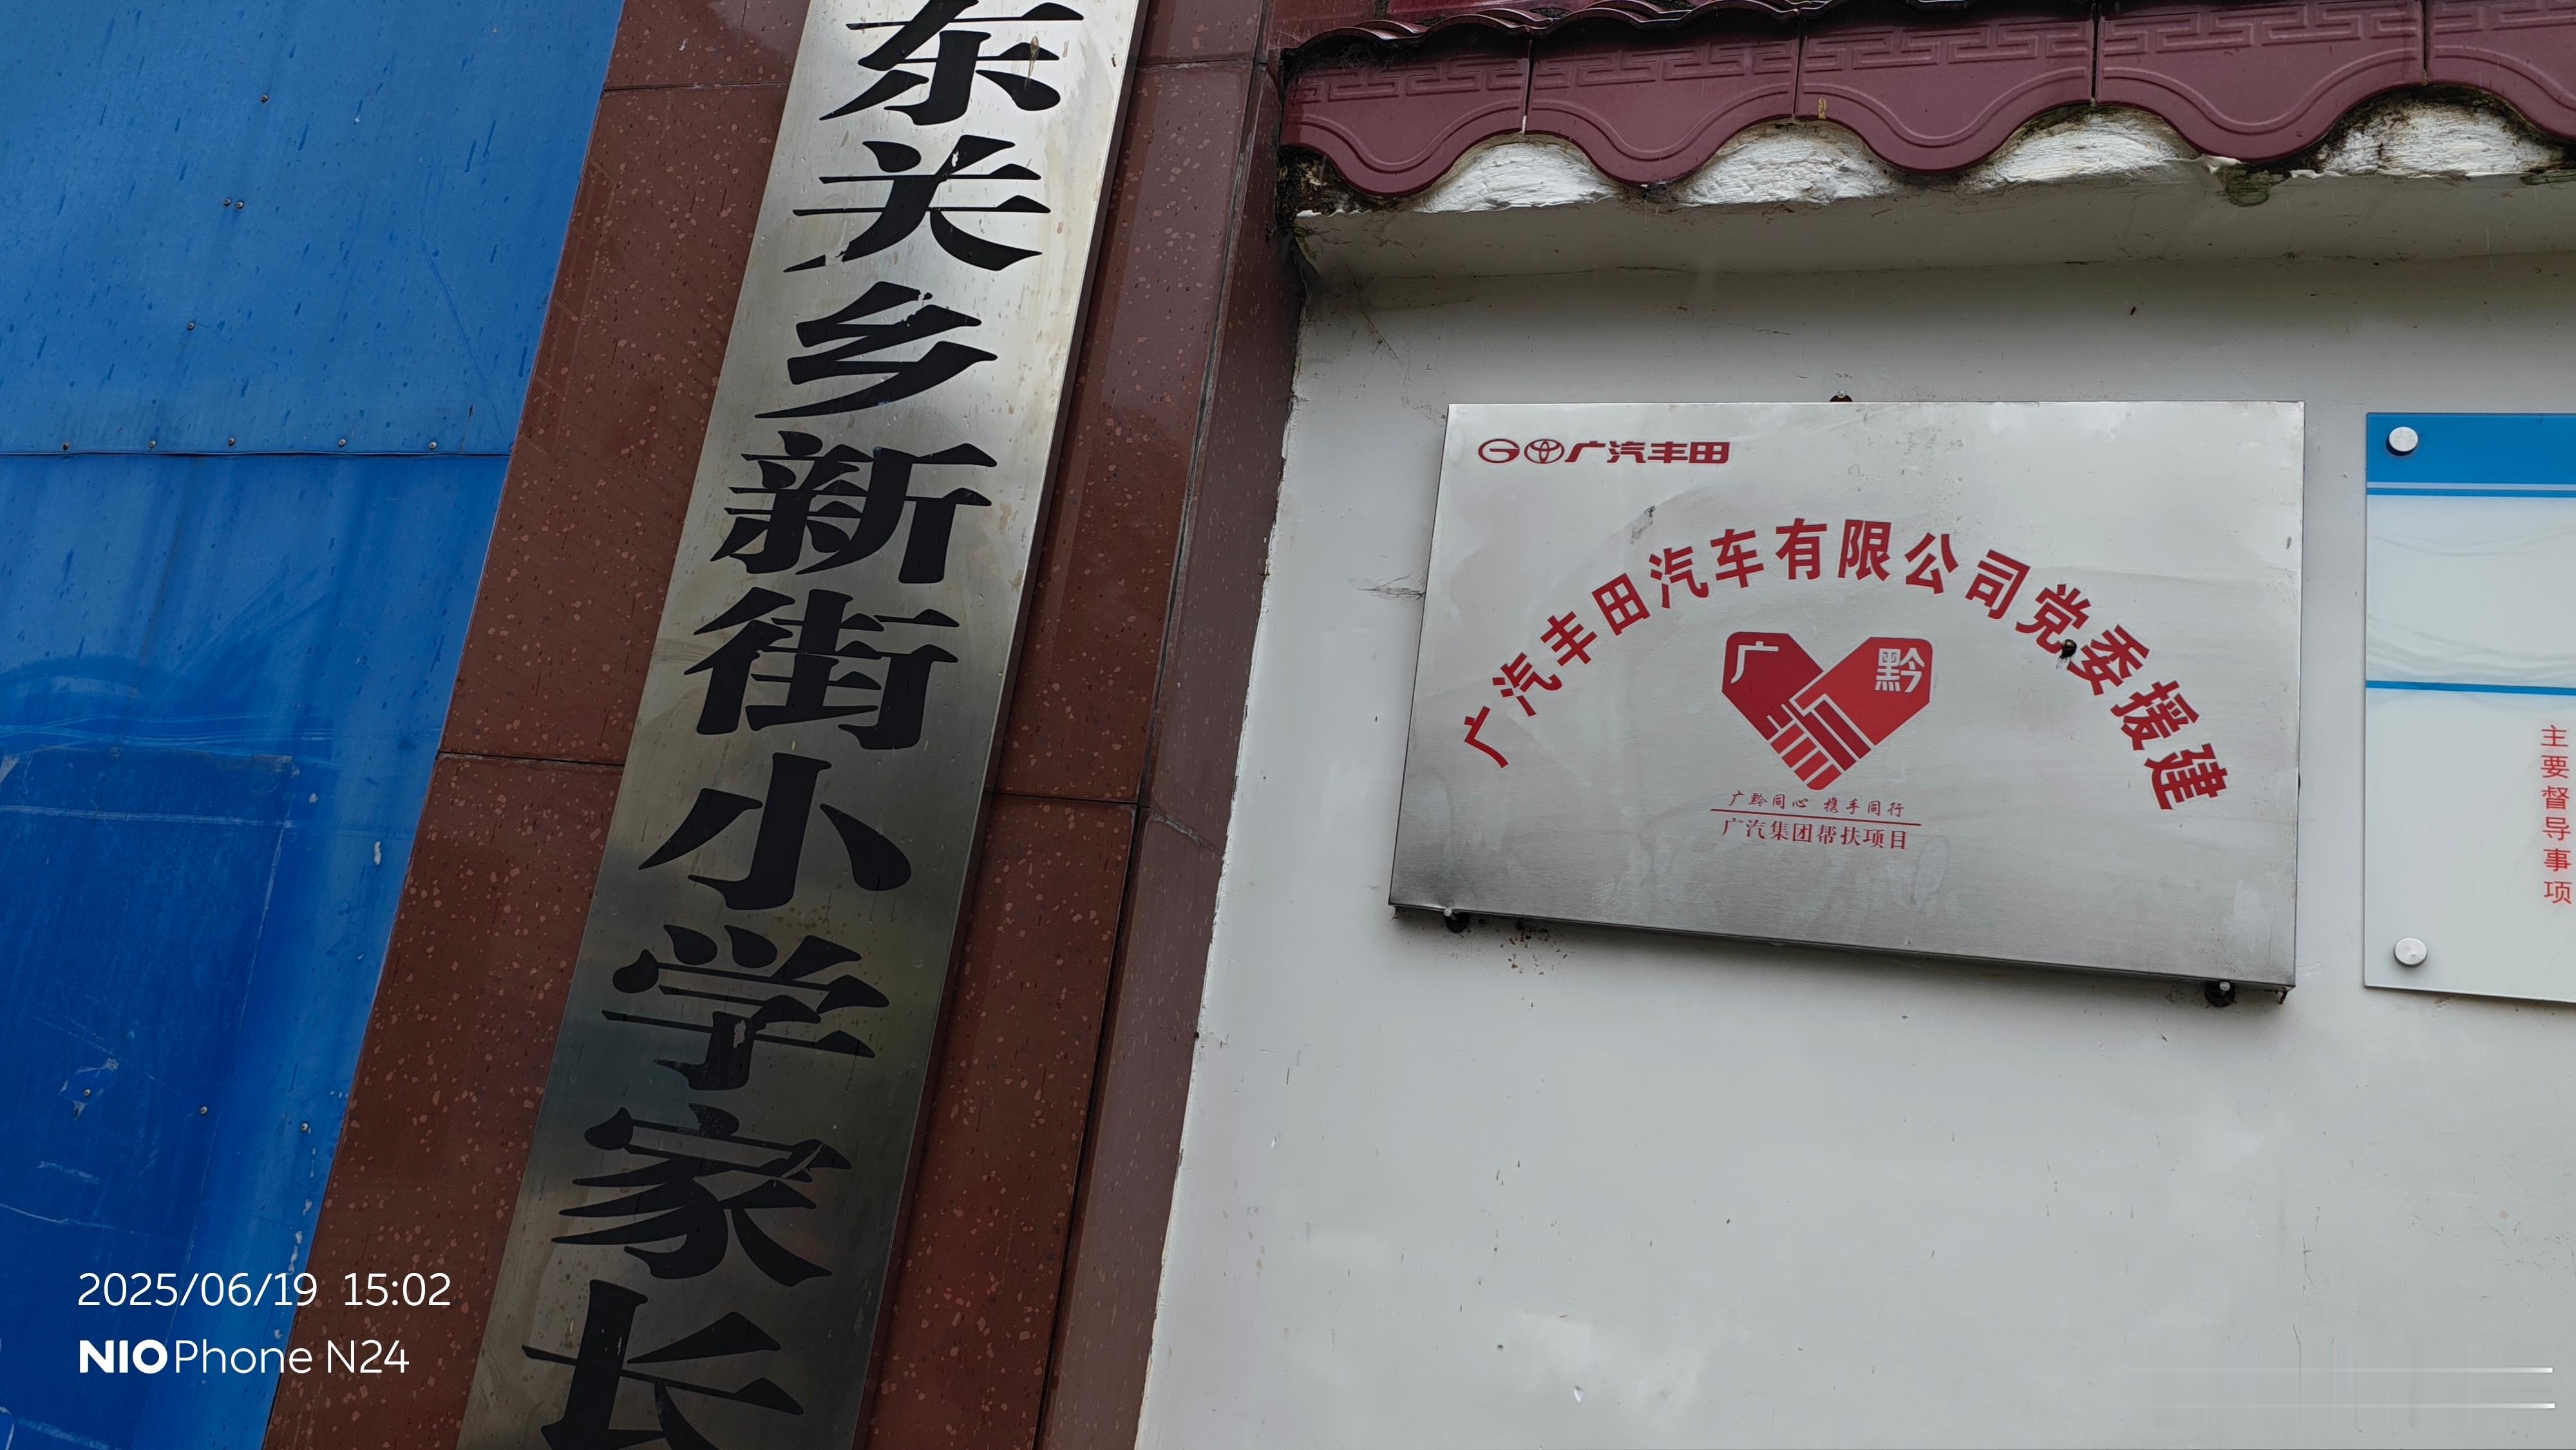 东关乡新街小学家长
广汽丰田
广汽丰田汽车有限公司党委援建
广 黔
广黔同心 携手同行
广汽集团帮扶项目
主要督导事项
2025/06/19 15:02
NIO Phone N24